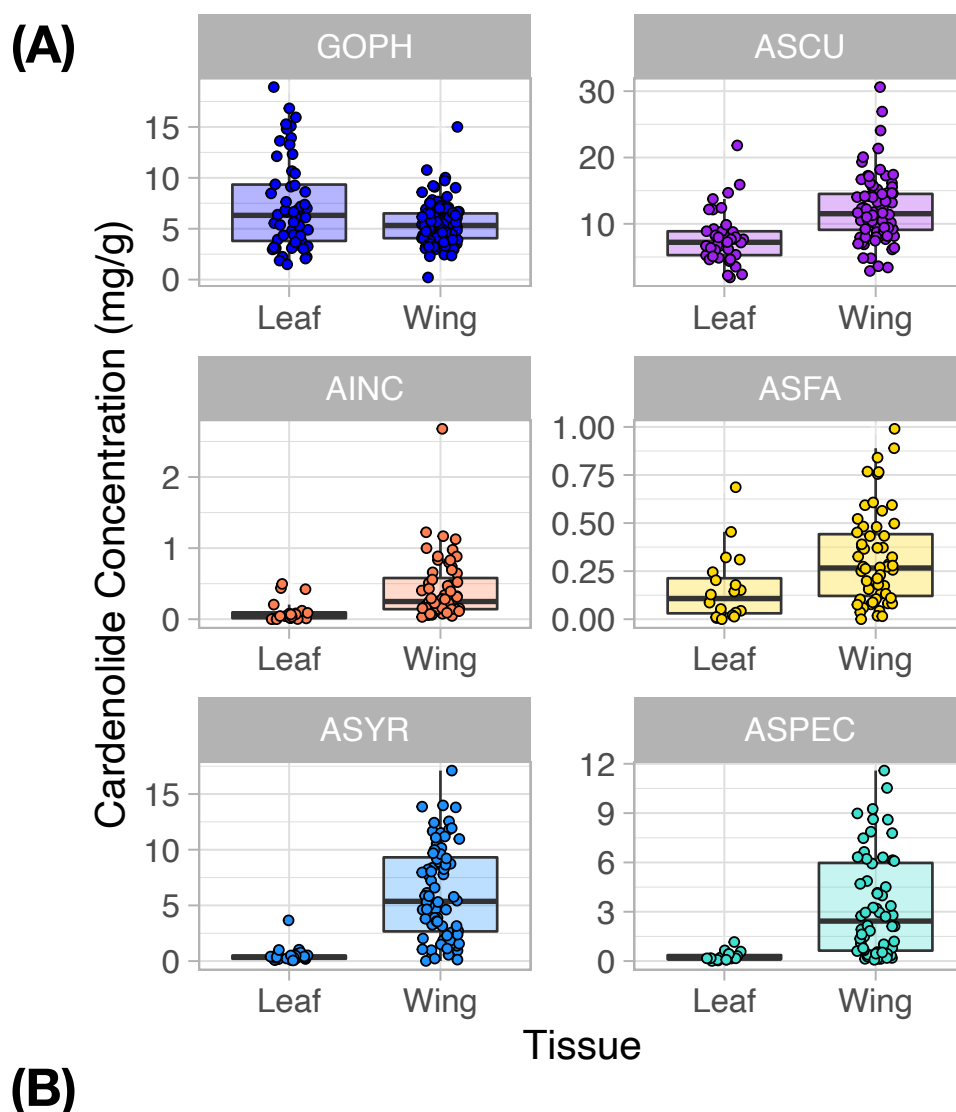 (A)
GOPH
ASCU
Cardenolide Concentration (mg/g)
15
10
5
0
Leaf Wing
30
20
10
Leaf Wing
AINC
ASFA
2
1
0
Leaf Wing
1.00
0.75
0.50
0.25
0.00
Leaf Wing
ASYR
ASPEC
15
10
5
0
Leaf Wing
12
9
6
3
0
Leaf Wing
Tissue
(B)